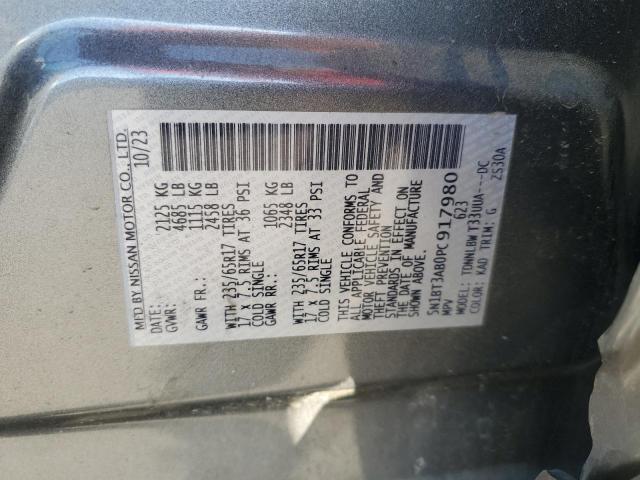 MFD BY NISSAN MOTOR CO., LTD.
DATE: 10/23
GVWR: 2125 KG
4685 LB
GAWR FR.: 1115 KG
2458 LB
WITH 235/65R17 TIRES
17 x 7.5 RIMS AT 36 PSI
COLD SINGLE
GAWR RR.: 1065 KG
2348 LB
WITH 235/65R17 TIRES
17 x 7.5 RIMS AT 33 PSI
COLD SINGLE
THIS VEHICLE CONFORMS TO
ALL APPLICABLE FEDERAL
MOTOR VEHICLE SAFETY AND
THEFT PREVENTION
STANDARDS IN EFFECT ON
THE DATE OF MANUFACTURE
SHOWN ABOVE.
5N1BT3AB0PC917980
MPV 623
MODEL: TDNNLBWT33UUA---DC
COLOR: KAD TRIM: G ZS30A